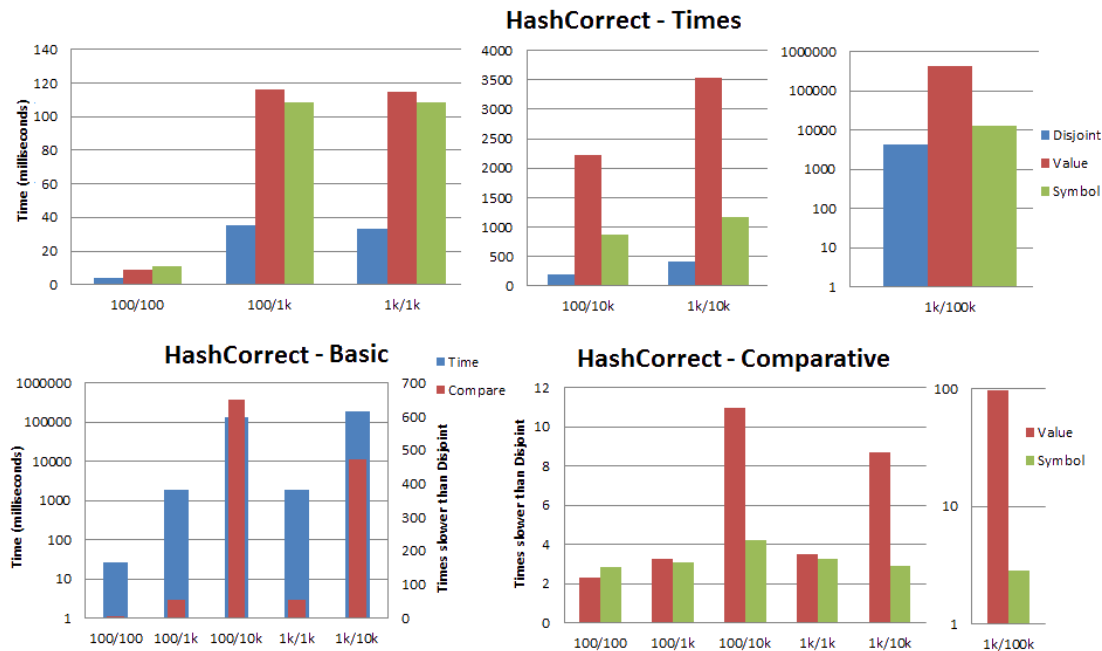 HashCorrect - Times
Time (milliseconds)
140
120
100
80
60
40
20
0
100/100 100/1k 1k/1k
4000
3500
3000
2500
2000
1500
1000
500
0
100/10k 1k/10k
1000000
100000
10000
1000
100
10
1
1k/100k
Disjoint
Value
Symbol
HashCorrect - Basic
Time
Compare
Time (milliseconds)
1000000
100000
10000
1000
100
10
1
700
600
500
400
300
200
100
0
Times slower than Disjoint
100/100 100/1k 100/10k 1k/1k 1k/10k
HashCorrect - Comparative
Times slower than Disjoint
12
10
8
6
4
2
0
100/100 100/1k 100/10k 1k/1k 1k/10k
100
10
1
1k/100k
Value
Symbol